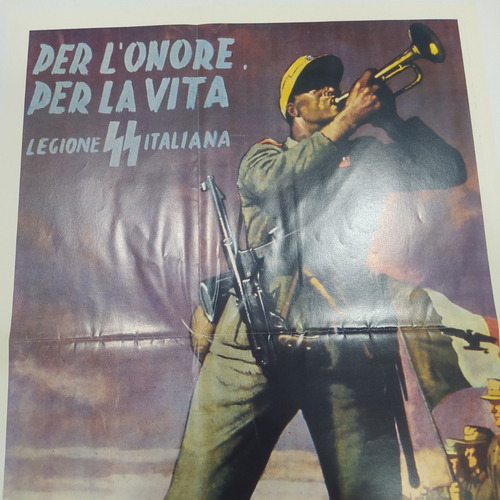 PER L'ONORE.
PER LA VITA
LEGIONE SS ITALIANA